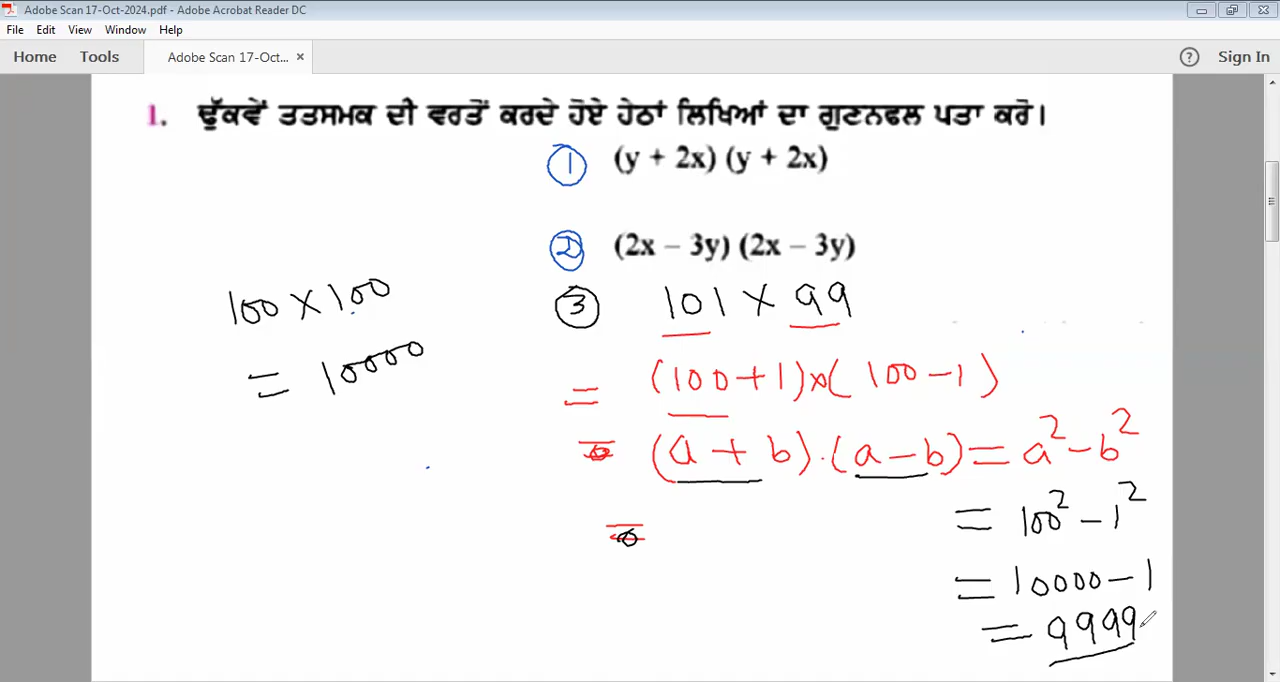 Adobe Scan 17-Oct-2024.pdf - Adobe Acrobat Reader DC
File Edit View Window Help
Home Tools Adobe Scan 17-Oct... × ? Sign In
1. ਢੁੱਕਵੇਂ ਤਤਸਮਕ ਦੀ ਵਰਤੋਂ ਕਰਦੇ ਹੋਏ ਹੇਠਾਂ ਲਿਖਿਆਂ ਦਾ ਗੁਣਨਫਲ ਪਤਾ ਕਰੋ।
① (y + 2x) (y + 2x)
② (2x – 3y) (2x – 3y)
③ 101 × 99
= (100+1)×(100-1)
= (a+b).(a-b) = a² - b²
= 100² - 1²
= 10000 - 1
= 9999
100 × 100
= 10000